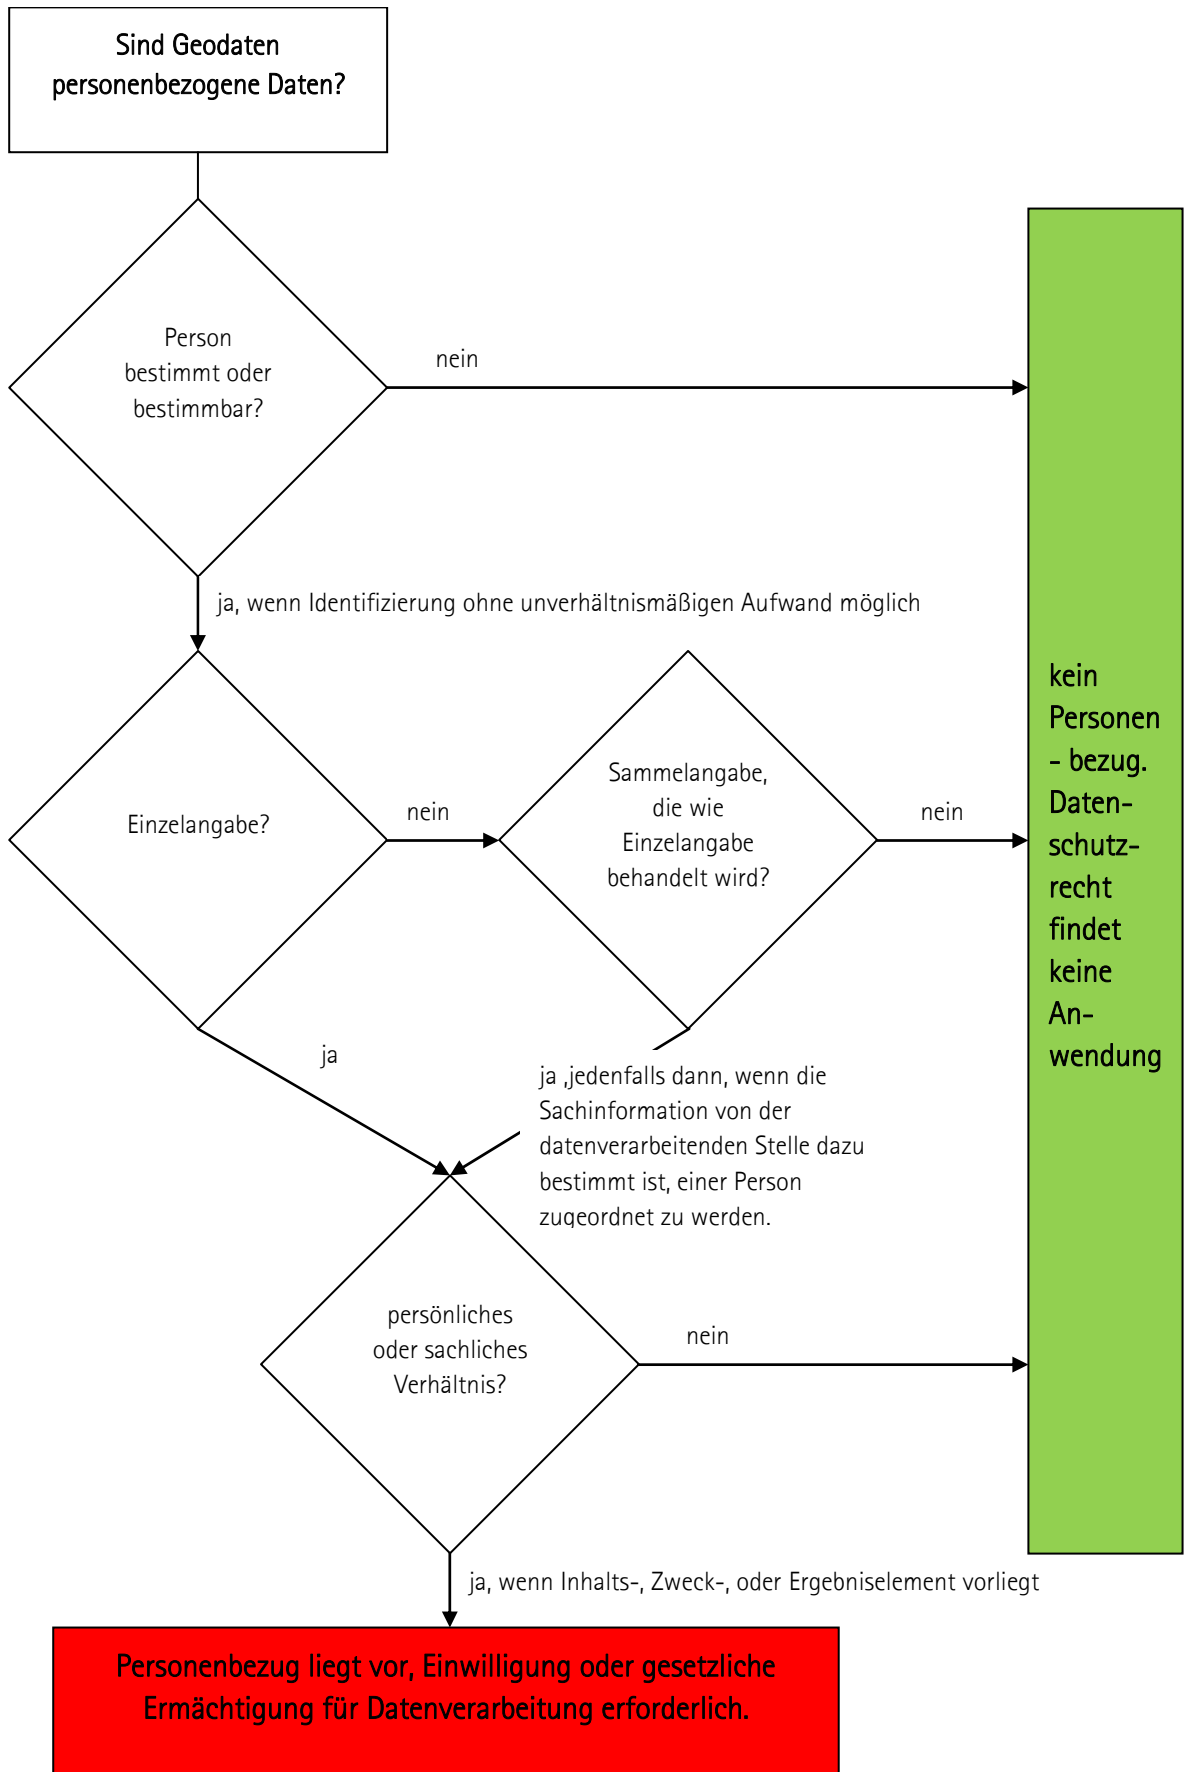 Sind Geodaten
personenbezogene Daten?
Person
bestimmt oder
bestimmbar?
nein
ja, wenn Identifizierung ohne unverhältnismäßigen Aufwand möglich
Einzelangabe?
nein
Sammelangabe,
die wie
Einzelangabe
behandelt wird?
nein
kein
Personen
- bezug.
Daten-
schutz-
recht
findet
keine
An-
wendung
ja
ja ,jedenfalls dann, wenn die
Sachinformation von der
datenverarbeitenden Stelle dazu
bestimmt ist, einer Person
zugeordnet zu werden.
persönliches
oder sachliches
Verhältnis?
nein
ja, wenn Inhalts-, Zweck-, oder Ergebniselement vorliegt
Personenbezug liegt vor, Einwilligung oder gesetzliche
Ermächtigung für Datenverarbeitung erforderlich.